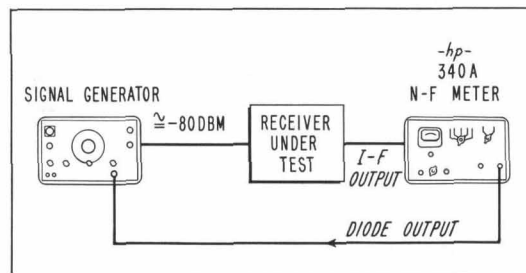 -hp-
340A
N-F METER
SIGNAL GENERATOR
≅-80DBM
RECEIVER
UNDER
TEST
I-F
OUTPUT
DIODE OUTPUT